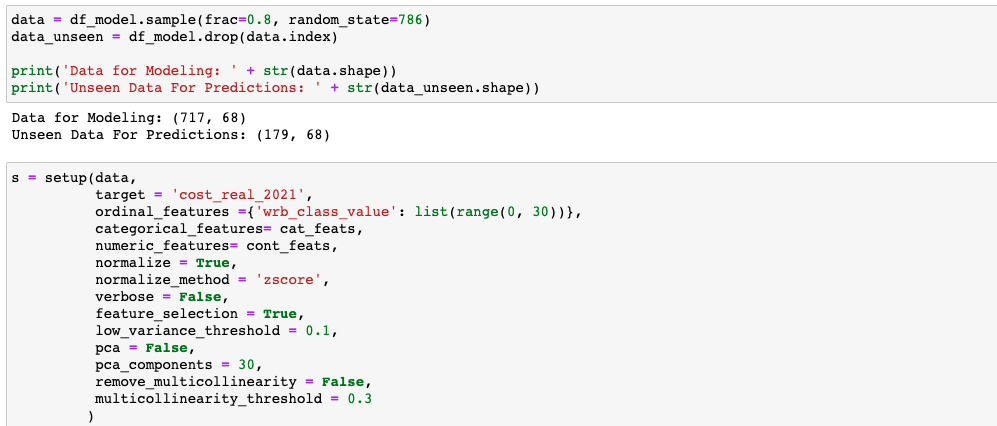 data = df_model.sample(frac=0.8, random_state=786)
data_unseen = df_model.drop(data.index)
print('Data for Modeling: ' + str(data.shape))
print('Unseen Data For Predictions: ' + str(data_unseen.shape))
Data for Modeling: (717, 68)
Unseen Data For Predictions: (179, 68)
s = setup(data,
target = 'cost_real_2021',
ordinal_features ={'wrb_class_value': list(range(0, 30))},
categorical_features= cat_feats,
numeric_features= cont_feats,
normalize = True,
normalize_method = 'zscore',
verbose = False,
feature_selection = True,
low_variance_threshold = 0.1,
pca = False,
pca_components = 30,
remove_multicollinearity = False,
multicollinearity_threshold = 0.3
)